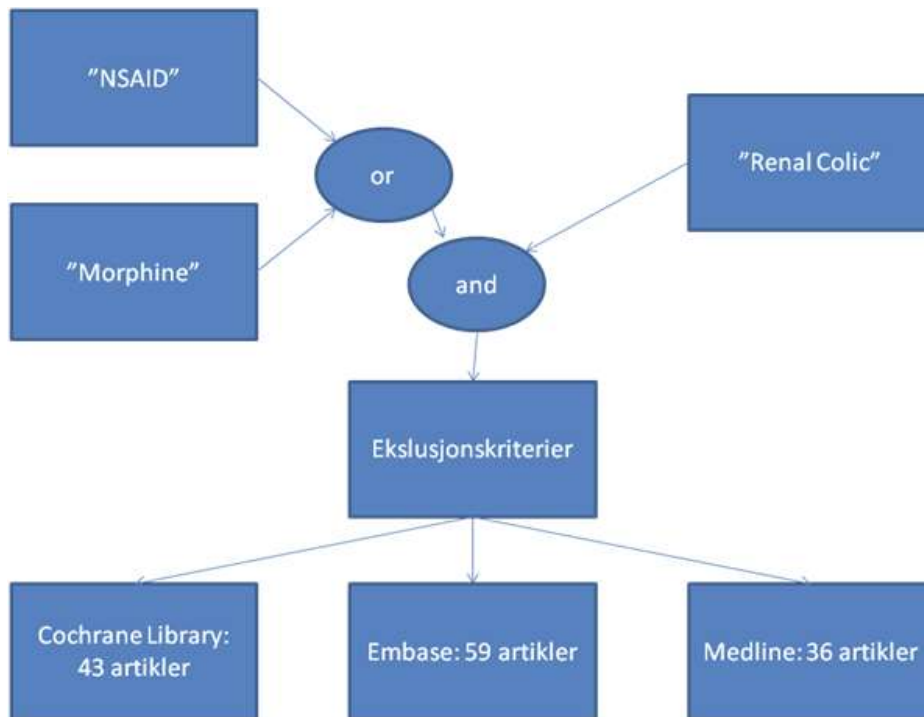 ”NSAID”
or
”Renal Colic”
”Morphine”
and
Ekslusjonskriterier
Cochrane Library:
43 artikler
Embase: 59 artikler
Medline: 36 artikler